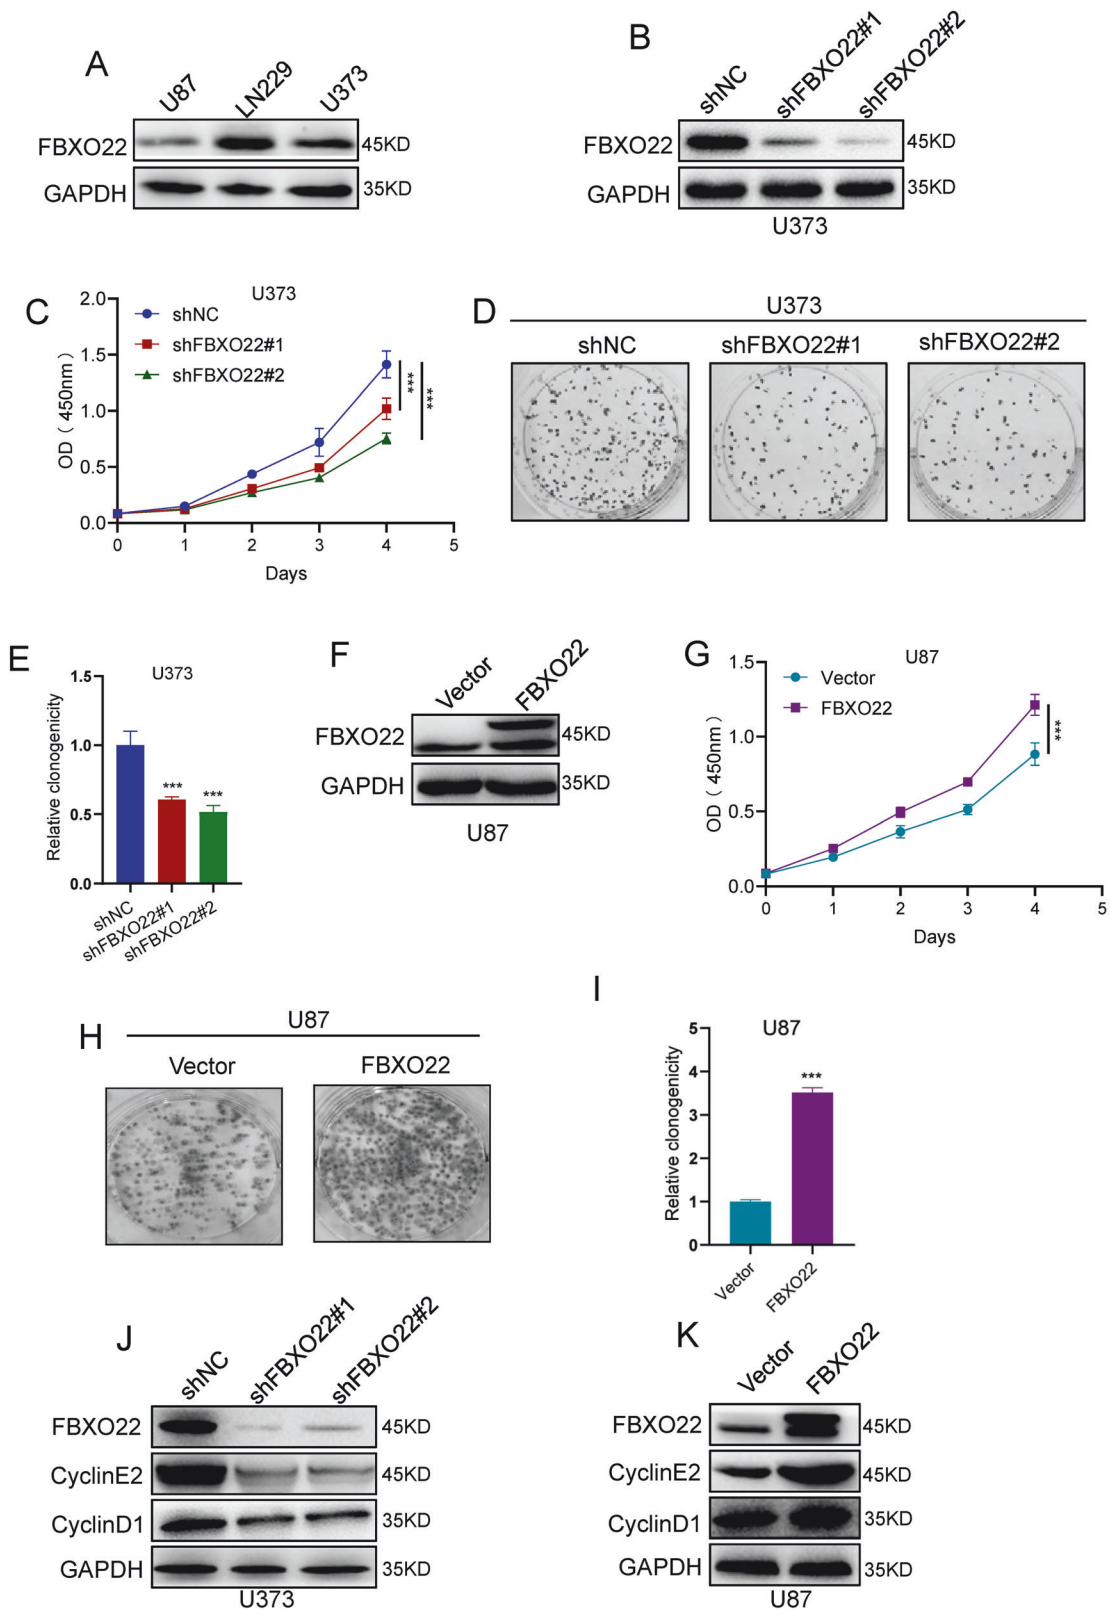 A
U87 LN229 U373
FBXO22 45KD
GAPDH 35KD
B
shNC shFBXO22#1 shFBXO22#2
FBXO22 45KD
GAPDH 35KD
U373
C
U373
shNC
shFBXO22#1
shFBXO22#2
OD（450nm）
2.0
1.5
1.0
0.5
0.0
*** ***
0 1 2 3 4 5
Days
D
U373
shNC shFBXO22#1 shFBXO22#2
E
U373
Relative clonogenicity
1.5
1.0
0.5
0.0
*** ***
shNC
shFBXO22#1
shFBXO22#2
F
Vector FBXO22
FBXO22 45KD
GAPDH 35KD
U87
G
U87
Vector
FBXO22
OD（450nm）
1.5
1.0
0.5
0.0
***
0 1 2 3 4 5
Days
H
U87
Vector FBXO22
I
U87
Relative clonogenicity
5
4
3
2
1
0
***
Vector FBXO22
J
shNC shFBXO22#1 shFBXO22#2
FBXO22 45KD
CyclinE2 45KD
CyclinD1 35KD
GAPDH 35KD
U373
K
Vector FBXO22
FBXO22 45KD
CyclinE2 45KD
CyclinD1 35KD
GAPDH 35KD
U87